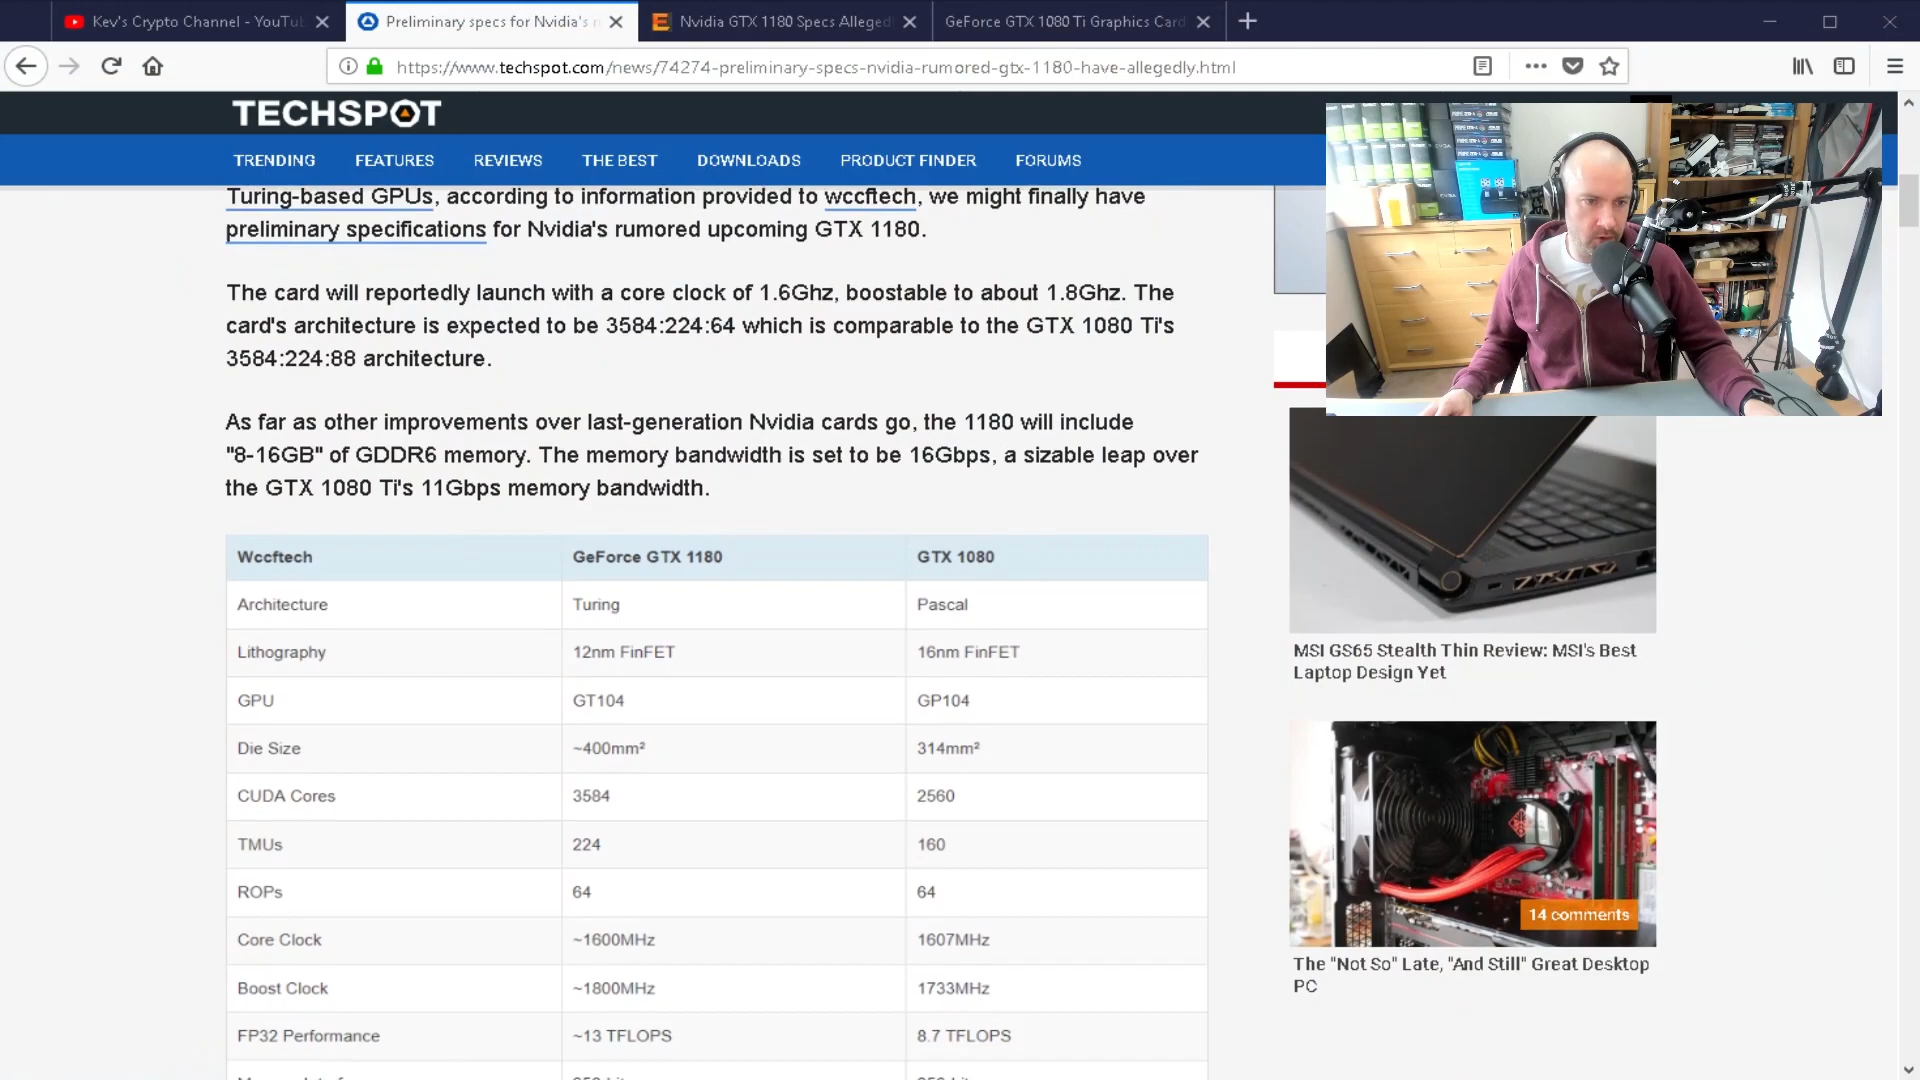 Kev's Crypto Channel - YouTu
Preliminary specs for Nvidia's r
Nvidia GTX 1180 Specs Alleged
GeForce GTX 1080 Ti Graphics Card
https://www.techspot.com/news/74274-preliminary-specs-nvidia-rumored-gtx-1180-have-allegedly.html
TECHSPOT
TRENDING FEATURES REVIEWS THE BEST DOWNLOADS PRODUCT FINDER FORUMS
Turing-based GPUs, according to information provided to wccftech, we might finally have
preliminary specifications for Nvidia's rumored upcoming GTX 1180.
The card will reportedly launch with a core clock of 1.6Ghz, boostable to about 1.8Ghz. The
card's architecture is expected to be 3584:224:64 which is comparable to the GTX 1080 Ti's
3584:224:88 architecture.
As far as other improvements over last-generation Nvidia cards go, the 1180 will include
"8-16GB" of GDDR6 memory. The memory bandwidth is set to be 16Gbps, a sizable leap over
the GTX 1080 Ti's 11Gbps memory bandwidth.
Wccftech GeForce GTX 1180 GTX 1080
Architecture Turing Pascal
Lithography 12nm FinFET 16nm FinFET
GPU GT104 GP104
Die Size ~400mm² 314mm²
CUDA Cores 3584 2560
TMUs 224 160
ROPs 64 64
Core Clock ~1600MHz 1607MHz
Boost Clock ~1800MHz 1733MHz
FP32 Performance ~13 TFLOPS 8.7 TFLOPS
MSI GS65 Stealth Thin Review: MSI's Best
Laptop Design Yet
14 comments
The "Not So" Late, "And Still" Great Desktop
PC